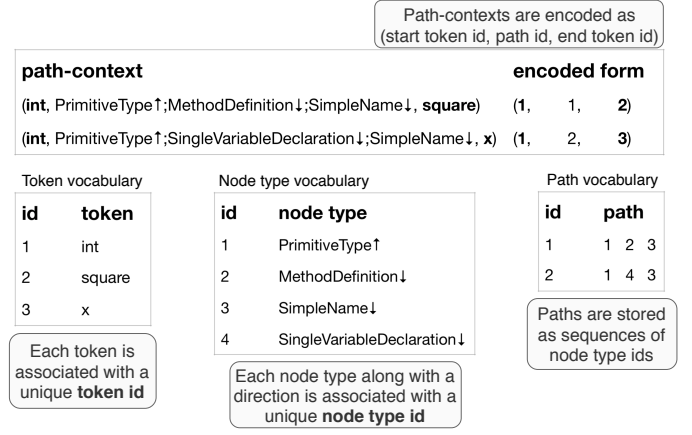 Path-contexts are encoded as
(start token id, path id, end token id)
path-context encoded form
(int, PrimitiveType↑;MethodDefinition↓;SimpleName↓, square) (1, 1, 2)
(int, PrimitiveType↑;SingleVariableDeclaration↓;SimpleName↓, x) (1, 2, 3)
Token vocabulary
id token
1 int
2 square
3 x
Each token is
associated with a
unique token id
Node type vocabulary
id node type
1 PrimitiveType↑
2 MethodDefinition↓
3 SimpleName↓
4 SingleVariableDeclaration↓
Each node type along with a
direction is associated with a
unique node type id
Path vocabulary
id path
1 1 2 3
2 1 4 3
Paths are stored
as sequences of
node type ids